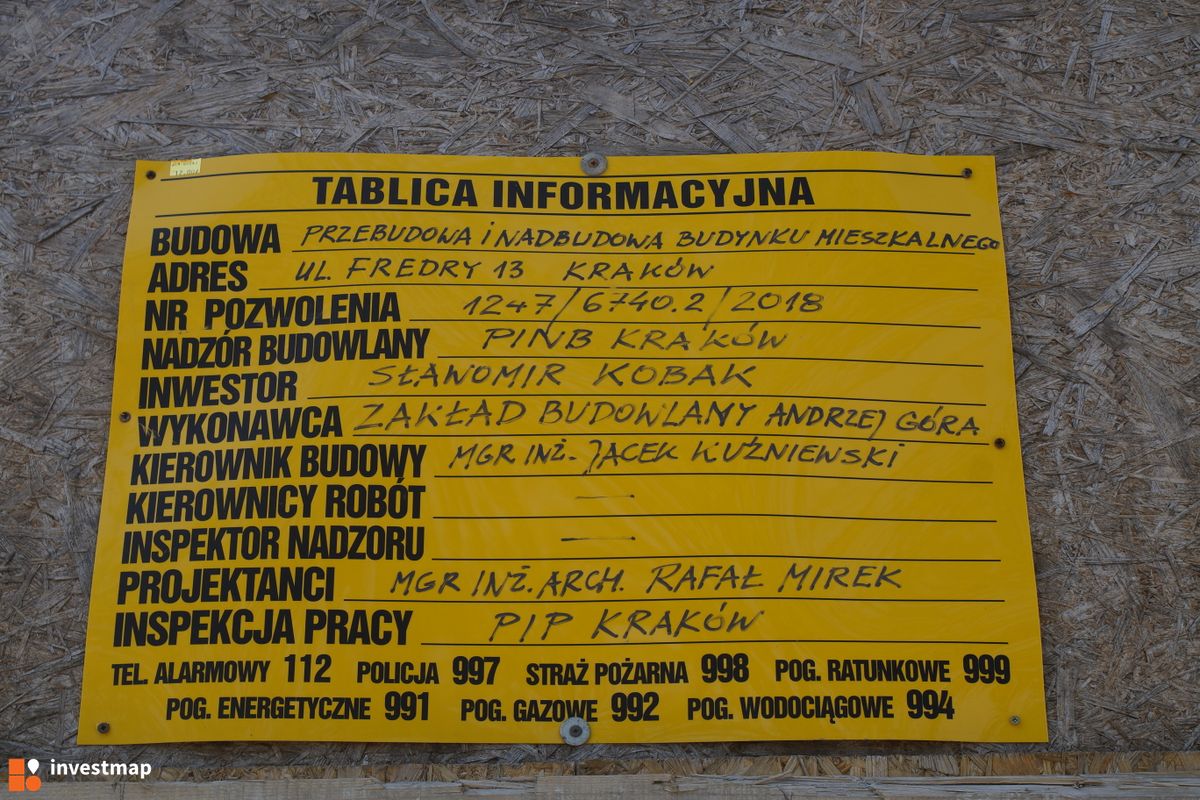 TABLICA INFORMACYJNA
BUDOWA PRZEBUDOWA i NADBUDOWA BUDYNKU MIESZKALNEGO
ADRES UL. FREDRY 13 KRAKÓW
NR POZWOLENIA 1247/6740.2/2018
NADZÓR BUDOWLANY PINB KRAKÓW
INWESTOR SŁAWOMIR KOBAK
WYKONAWCA ZAKŁAD BUDOWLANY ANDRZEJ GÓRA
KIEROWNIK BUDOWY MGR INŻ. JACEK KUŹNIEWSKI
KIEROWNICY ROBÓT —
INSPEKTOR NADZORU —
PROJEKTANCI MGR INŻ. ARCH. RAFAŁ MIREK
INSPEKCJA PRACY PIP KRAKÓW
TEL. ALARMOWY 112 POLICJA 997 STRAŻ POŻARNA 998 POG. RATUNKOWE 999
POG. ENERGETYCZNE 991 POG. GAZOWE 992 POG. WODOCIĄGOWE 994
investmap